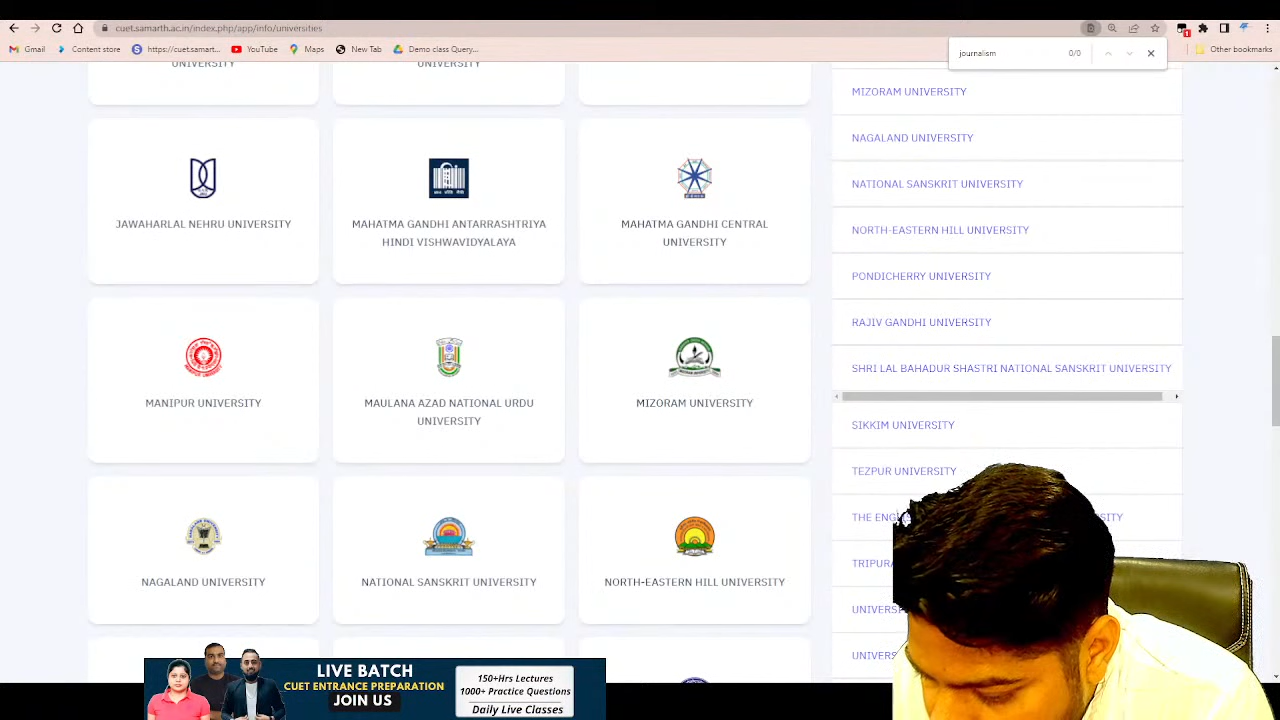 cuet.samarth.ac.in/index.php/app/info/universities
Gmail
Content store
https://cuet.samart...
YouTube
Maps
New Tab
Demo class Query...
Other bookmarks
journalism
0/0
UNIVERSITY
UNIVERSITY
JAWAHARLAL NEHRU UNIVERSITY
MAHATMA GANDHI ANTARRASHTRIYA
HINDI VISHWAVIDYALAYA
MAHATMA GANDHI CENTRAL
UNIVERSITY
MANIPUR UNIVERSITY
MAULANA AZAD NATIONAL URDU
UNIVERSITY
MIZORAM UNIVERSITY
NAGALAND UNIVERSITY
NATIONAL SANSKRIT UNIVERSITY
NORTH-EASTERN HILL UNIVERSITY
MIZORAM UNIVERSITY
NAGALAND UNIVERSITY
NATIONAL SANSKRIT UNIVERSITY
NORTH-EASTERN HILL UNIVERSITY
PONDICHERRY UNIVERSITY
RAJIV GANDHI UNIVERSITY
SHRI LAL BAHADUR SHASTRI NATIONAL SANSKRIT UNIVERSITY
SIKKIM UNIVERSITY
TEZPUR UNIVERSITY
THE
LIVE BATCH
CUET ENTRANCE PREPARATION
JOIN US
150+Hrs Lectures
1000+ Practice Questions
Daily Live Classes